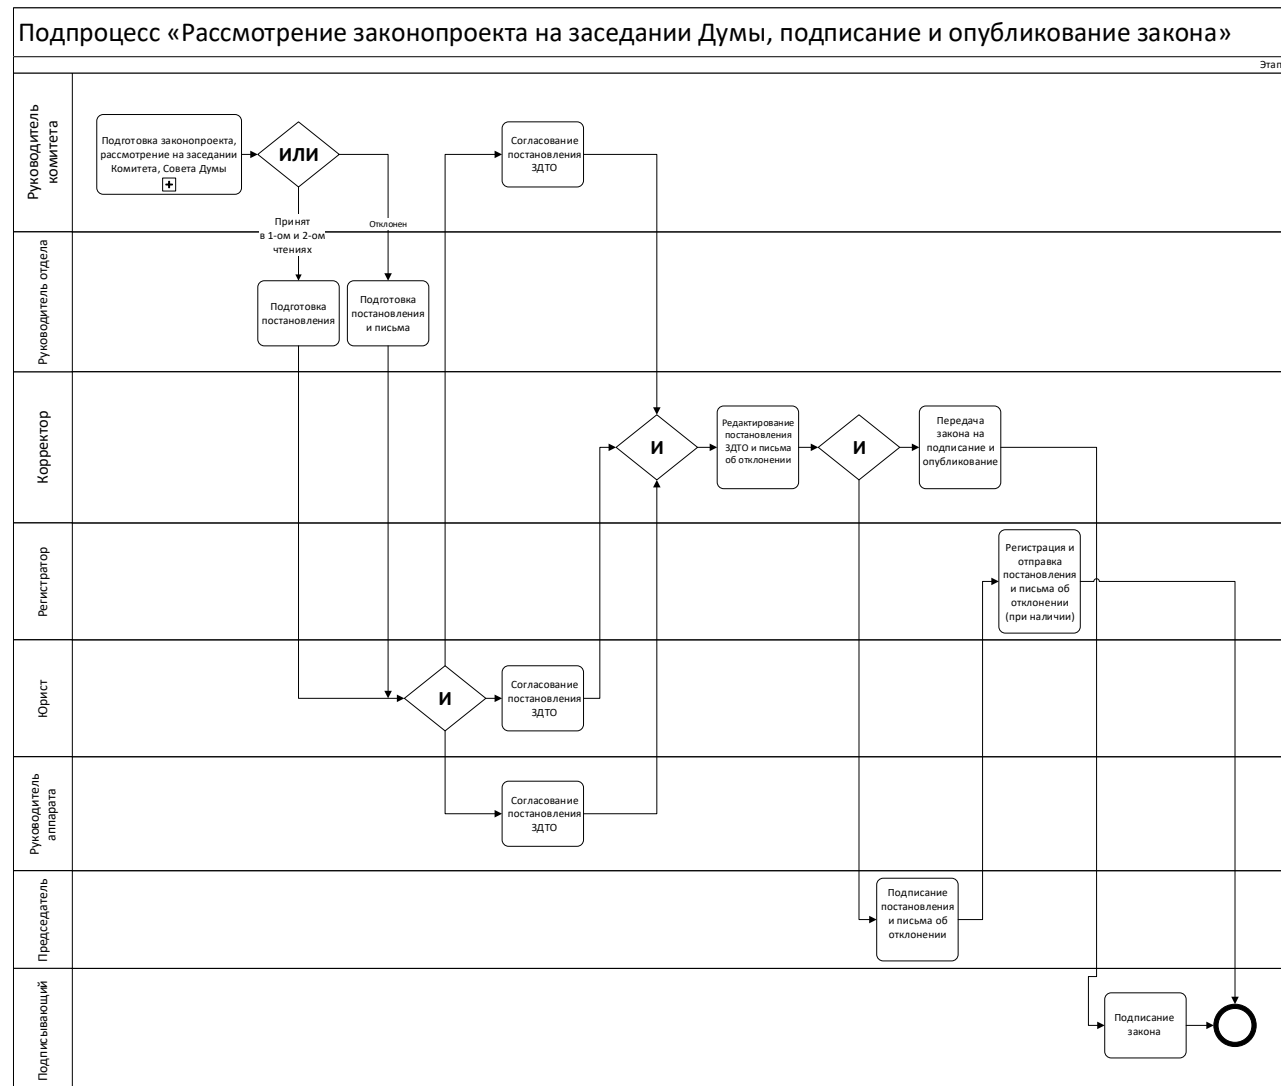 Подпроцесс «Рассмотрение законопроекта на заседании Думы, подписание и опубликование закона»
Этап
Руководитель
комитета
Подготовка законопроекта,
рассмотрение на заседании
Комитета, Совета Думы
ИЛИ
Согласование
постановления
ЗДТО
Принят
в 1-ом и 2-ом
чтениях
Отклонен
Руководитель отдела
Подготовка
постановления
Подготовка
постановления
и письма
Корректор
И
Редактирование
постановления
ЗДТО и письма
об отклонении
И
Передача
закона на
подписание и
опубликование
Регистратор
Регистрация и
отправка
постановления
и письма об
отклонении
(при наличии)
Юрист
И
Согласование
постановления
ЗДТО
Руководитель
аппарата
Согласование
постановления
ЗДТО
Председатель
Подписание
постановления
и письма об
отклонении
Подписывающий
Подписание
закона